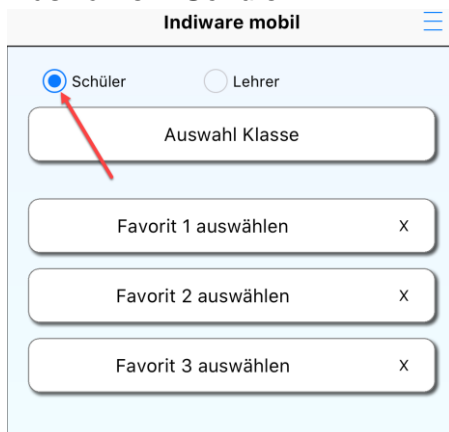 Indiware mobil
Schüler Lehrer
Auswahl Klasse
Favorit 1 auswählen X
Favorit 2 auswählen X
Favorit 3 auswählen X